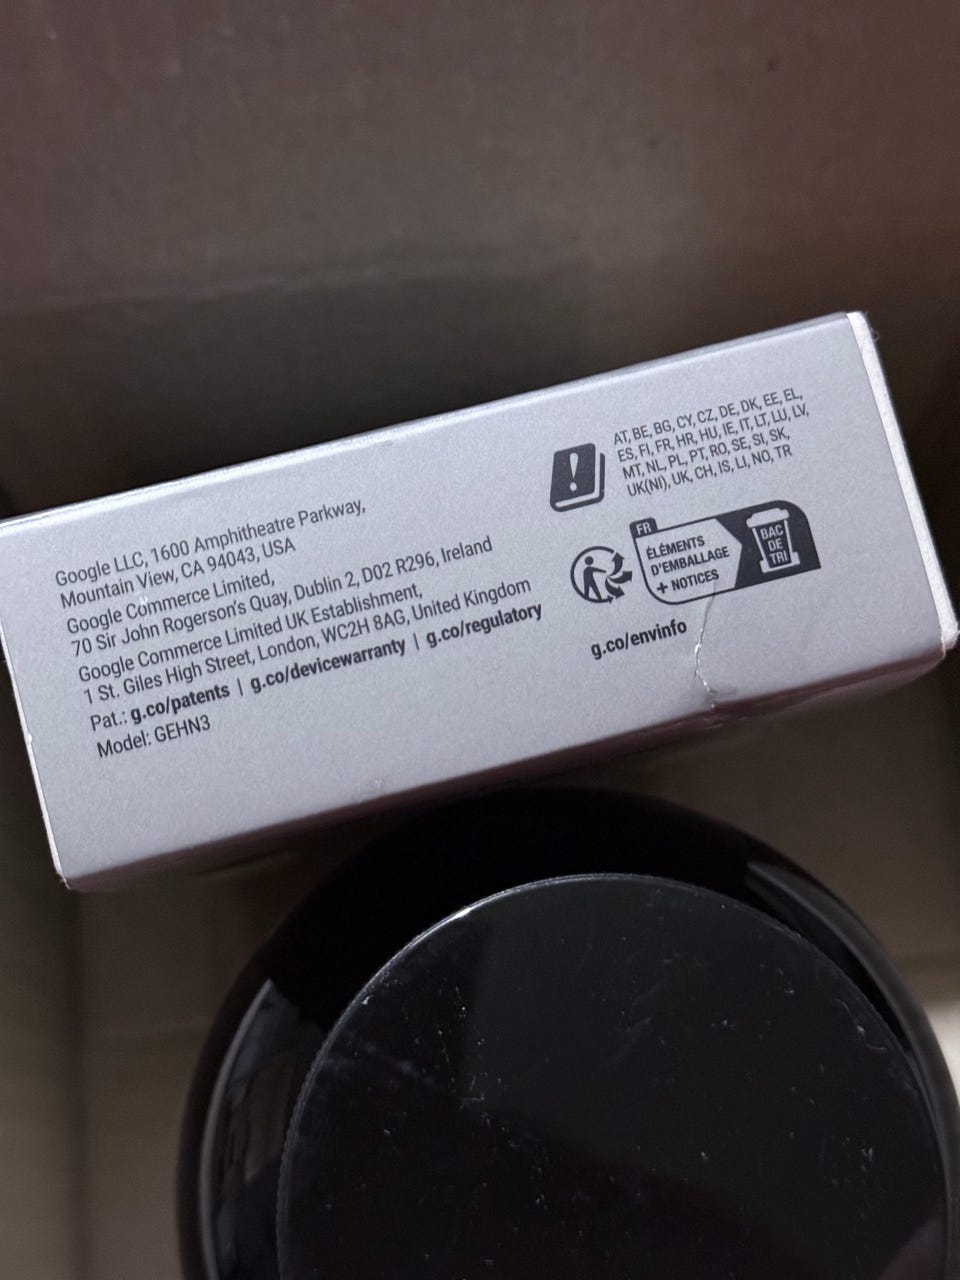 Google LLC, 1600 Amphitheatre Parkway,
Mountain View, CA 94043, USA
Google Commerce Limited,
70 Sir John Rogerson's Quay, Dublin 2, D02 R296, Ireland
Google Commerce Limited UK Establishment,
1 St. Giles High Street, London, WC2H 8AG, United Kingdom
Pat.: g.co/patents | g.co/devicewarranty | g.co/regulatory
Model: GEHN3
!
AT, BE, BG, CY, CZ, DE, DK, EE, EL,
ES, FI, FR, HR, HU, IE, IT, LT, LU, LV,
MT, NL, PL, PT, RO, SE, SI, SK,
UK(NI), UK, CH, IS, LI, NO, TR
FR
ÉLÉMENTS
D'EMBALLAGE
+ NOTICES
BAC
DE
TRI
g.co/envinfo